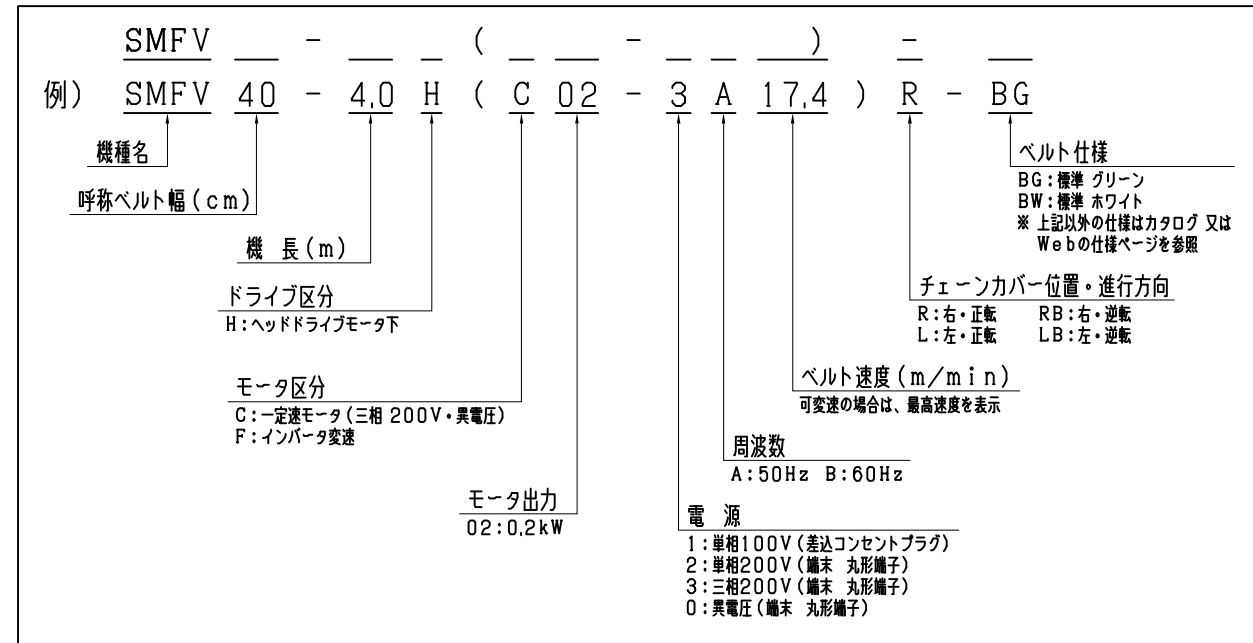 SMFV - ( - ) -
例) SMFV 40 - 4.0 H ( C 02 - 3 A 17.4 ) R - BG
機種名
呼称ベルト幅(cm)
機 長(m)
ドライブ区分
H:ヘッドドライブモータ下
モータ区分
C:一定速モータ(三相 200V・異電圧)
F:インバータ変速
モータ出力
02:0.2kW
電 源
1:単相100V(差込コンセントプラグ)
2:単相200V(端末 丸形端子)
3:三相200V(端末 丸形端子)
0:異電圧(端末 丸形端子)
周波数
A:50Hz B:60Hz
ベルト速度(m/min)
可変速の場合は、最高速度を表示
チェーンカバー位置・進行方向
R:右・正転 RB:右・逆転
L:左・正転 LB:左・逆転
ベルト仕様
BG:標準 グリーン
BW:標準 ホワイト
※ 上記以外の仕様はカタログ 又は
Webの仕様ページを参照